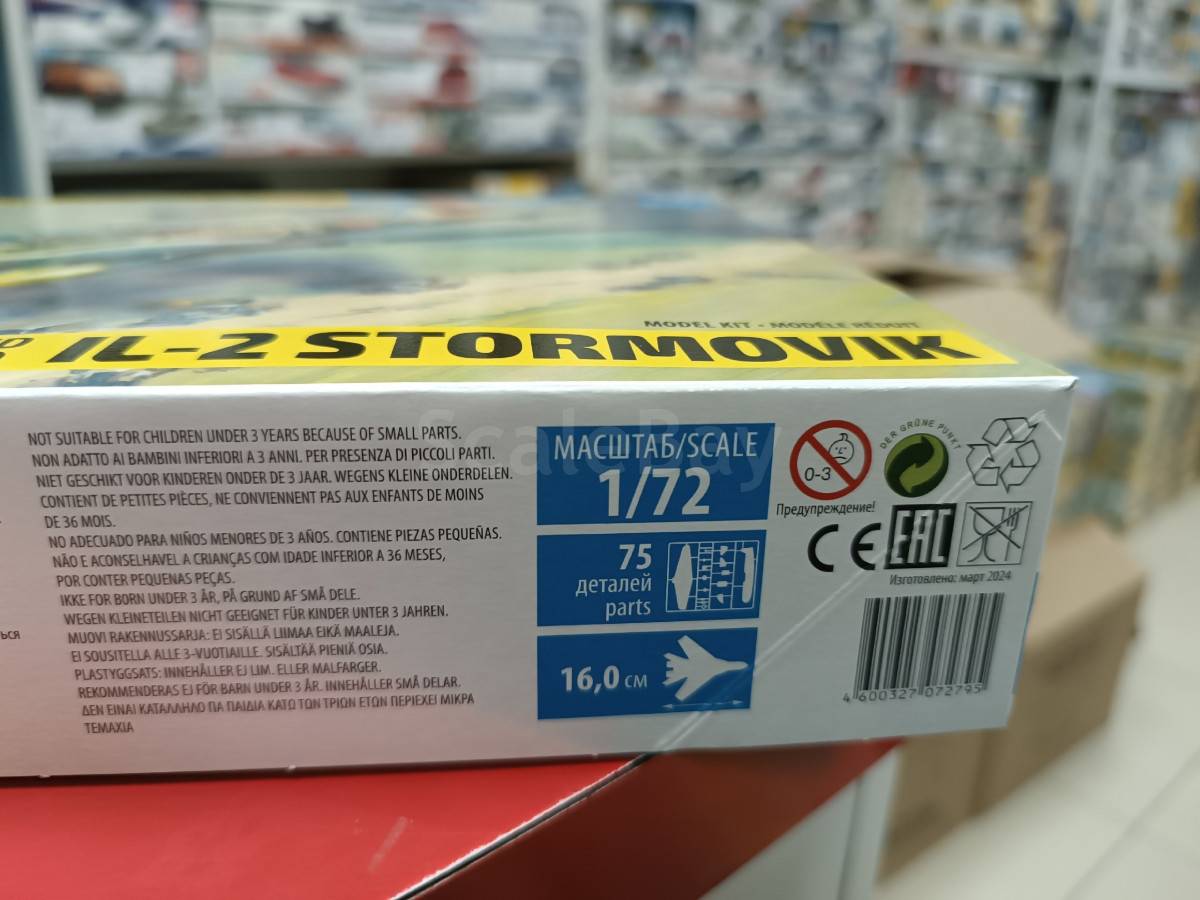 MODEL KIT • MODÈLE RÉDUIT
IL-2 STORMOVIK
NOT SUITABLE FOR CHILDREN UNDER 3 YEARS BECAUSE OF SMALL PARTS.
NON ADATTO AI BAMBINI INFERIORI A 3 ANNI. PER PRESENZA DI PICCOLI PARTI.
NIET GESCHIKT VOOR KINDEREN ONDER DE 3 JAAR. WEGENS KLEINE ONDERDELEN.
CONTIENT DE PETITES PIÈCES, NE CONVIENNENT PAS AUX ENFANTS DE MOINS
DE 36 MOIS.
NO ADECUADO PARA NIÑOS MENORES DE 3 AÑOS. CONTIENE PIEZAS PEQUEÑAS.
NÃO E ACONSELHAVEL A CRIANÇAS COM IDADE INFERIOR A 36 MESES,
POR CONTER PEQUENAS PEÇAS.
IKKE FOR BORN UNDER 3 ÅR, PÅ GRUND AF SMÅ DELE.
WEGEN KLEINETEILEN NICHT GEEIGNET FÜR KINDER UNTER 3 JAHREN.
MUOVI RAKENNUSSARJA: EI SISÄLLÄ LIIMAA EIKÄ MAALEJA.
EI SOUSITELLA ALLE 3-VUOTIAILLE. SISÄLTÄÄ PIENIÄ OSIA.
PLASTYGGSATS: INNEHÅLLER EJ LIM. ELLER MALFARGER.
REKOMMENDERAS EJ FÖR BARN UNDER 3 ÅR. INNEHÅLLER SMÅ DELAR.
ΔΕΝ ΕΙΝΑΙ ΚΑΤΑΛΛΗΛΟ ΠΑ ΠΑΙΔΙΑ ΚΑΤΩ ΤΩΝ ΤΡΙΩΝ ΕΤΩΝ ΠΕΡΙΕΧΕΙ ΜΙΚΡΑ
ΤΕΜΑΧΙΑ
ScaleBay
МАСШТАБ/SCALE
1/72
75
деталей
parts
16,0 см
0-3
Предупреждение!
DER GRÜNE PUNKT
CE
EAC
Изготовлено: март 2024
4 600327 072795